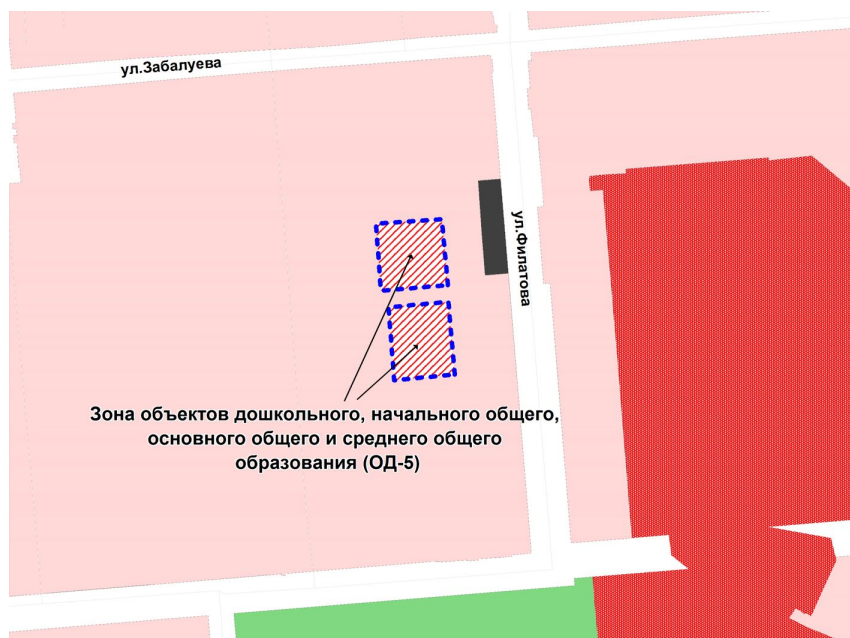 ул.Забалуева
ул.Филатова
Зона объектов дошкольного, начального общего,
основного общего и среднего общего
образования (ОД-5)